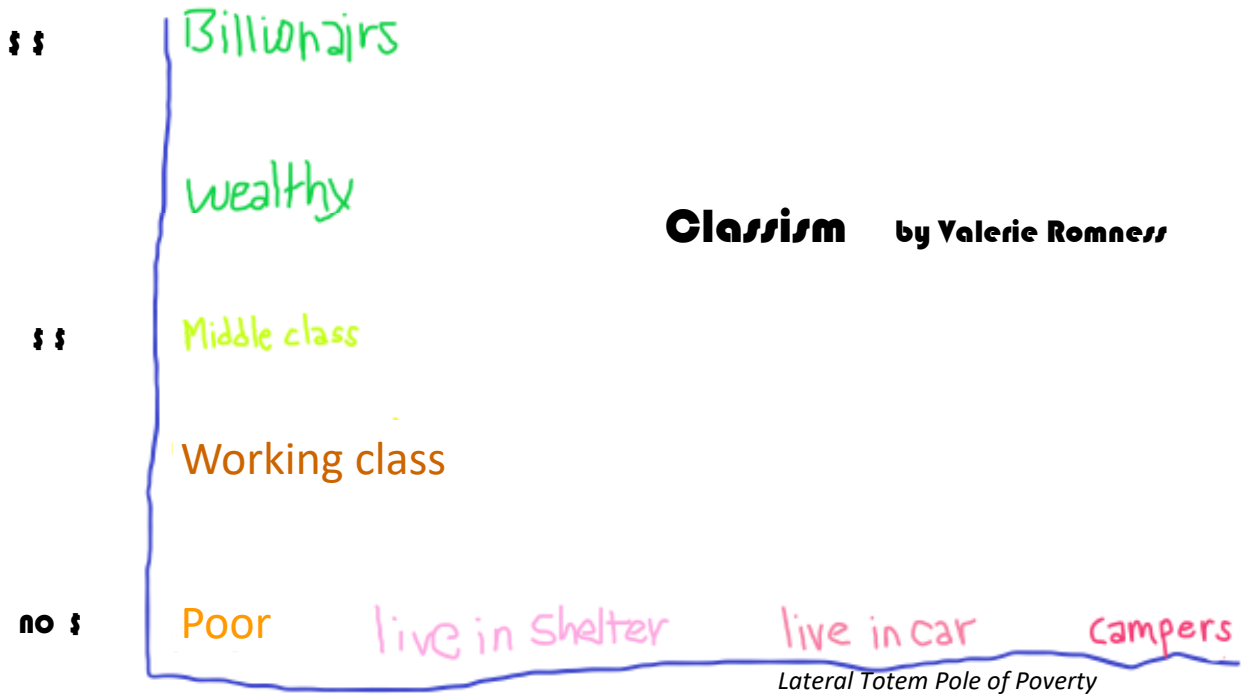 $ $ Billionairs
wealthy
Classism by Valerie Romness
$ $ Middle class
Working class
no $ Poor live in shelter live in car campers
Lateral Totem Pole of Poverty